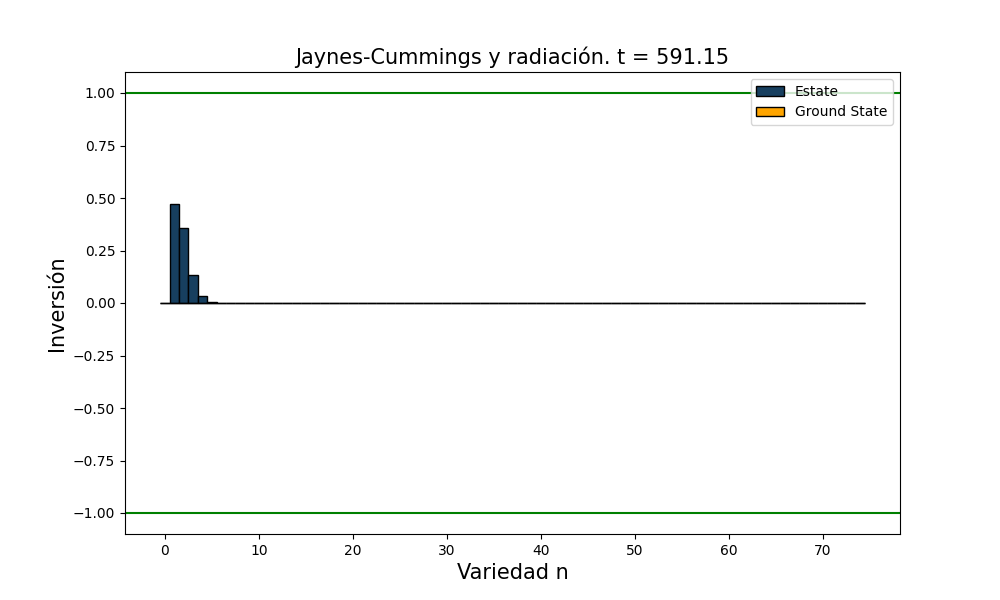 Jaynes-Cummings y radiación. t = 591.15
Estate
Ground State
1.00
0.75
0.50
0.25
0.00
−0.25
−0.50
−0.75
−1.00
Inversión
0 10 20 30 40 50 60 70
Variedad n